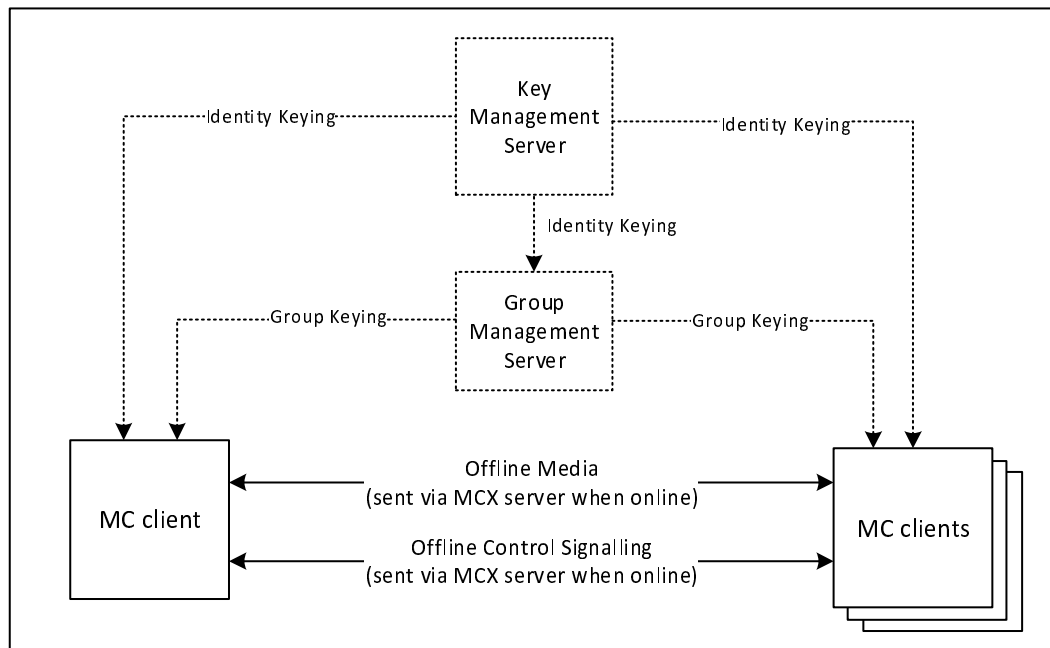 Key
Management
Server
Identity Keying
Identity Keying
Identity Keying
Group
Management
Server
Group Keying
Group Keying
Offline Media
(sent via MCX server when online)
MC client
MC clients
Offline Control Signalling
(sent via MCX server when online)